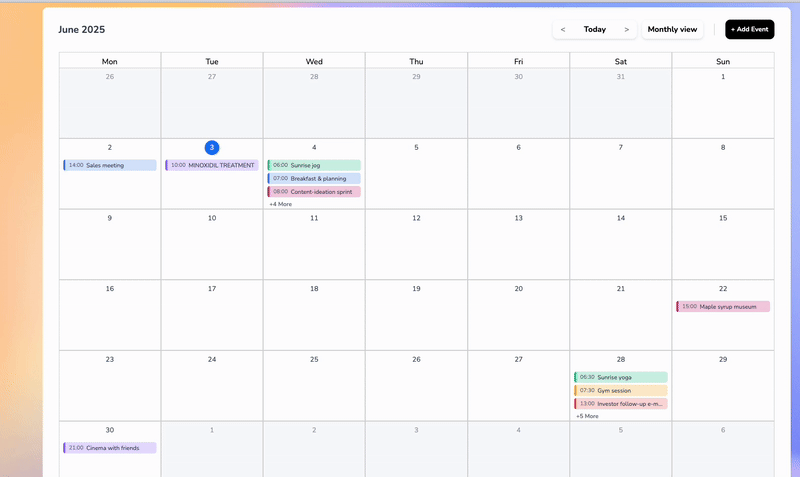 June 2025
< Today > Monthly view + Add Event
Mon Tue Wed Thu Fri Sat Sun
26 27 28 29 30 31 1
2 3 4 5 6 7 8
14:00 Sales meeting
10:00 MINOXIDIL TREATMENT
06:00 Sunrise jog
07:00 Breakfast & planning
08:00 Content-ideation sprint
+4 More
9 10 11 12 13 14 15
16 17 18 19 20 21 22
15:00 Maple syrup museum
23 24 25 26 27 28 29
06:30 Sunrise yoga
07:30 Gym session
13:00 Investor follow-up e-m...
+5 More
30 1 2 3 4 5 6
21:00 Cinema with friends